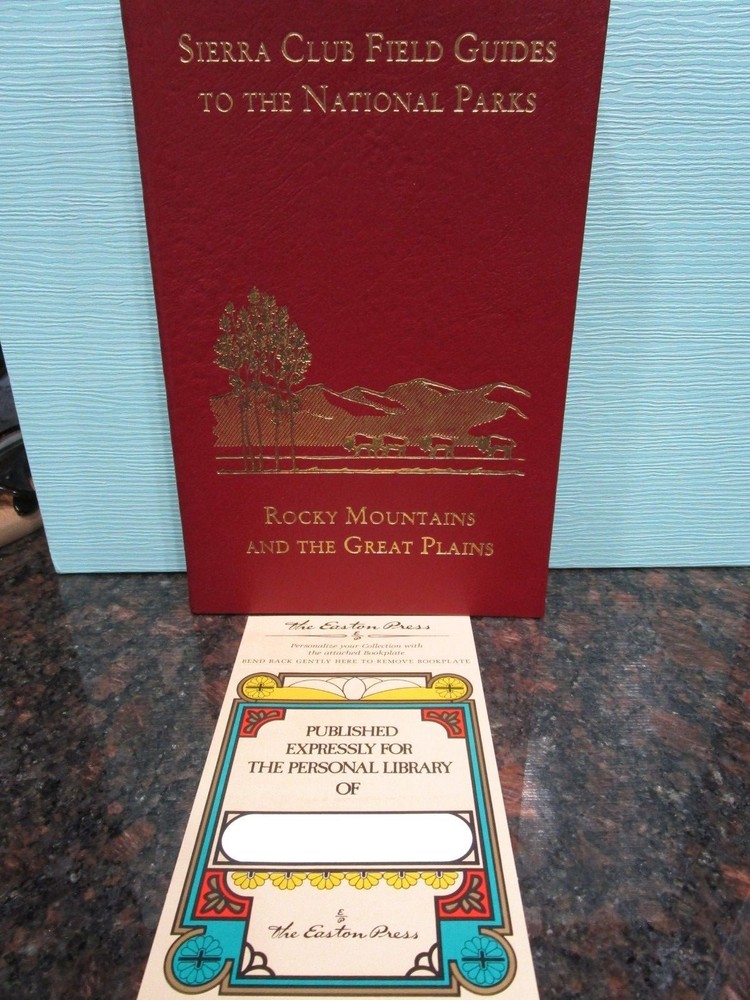 Sierra Club Field Guides
to the National Parks
Rocky Mountains
and the Great Plains
The Easton Press
Personalize your Collection with
the attached Bookplate
BEND BACK GENTLY HERE TO REMOVE BOOKPLATE
PUBLISHED
EXPRESSLY FOR
THE PERSONAL LIBRARY
OF
The Easton Press